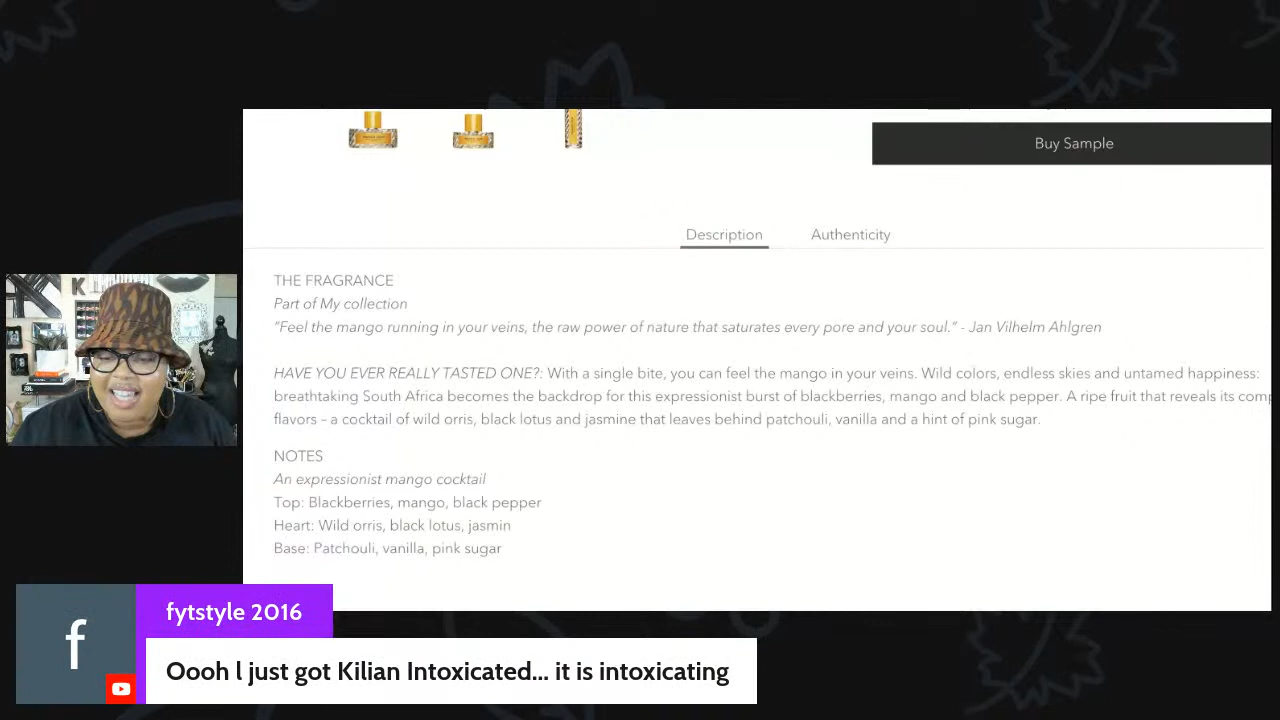 Buy Sample
Description
Authenticity
THE FRAGRANCE
Part of My collection
“Feel the mango running in your veins, the raw power of nature that saturates every pore and your soul.” - Jan Vilhelm Ahlgren
HAVE YOU EVER REALLY TASTED ONE?: With a single bite, you can feel the mango in your veins. Wild colors, endless skies and untamed happiness:
breathtaking South Africa becomes the backdrop for this expressionist burst of blackberries, mango and black pepper. A ripe fruit that reveals its comp
flavors – a cocktail of wild orris, black lotus and jasmine that leaves behind patchouli, vanilla and a hint of pink sugar.
NOTES
An expressionist mango cocktail
Top: Blackberries, mango, black pepper
Heart: Wild orris, black lotus, jasmin
Base: Patchouli, vanilla, pink sugar
K
f
fytstyle 2016
Oooh l just got Kilian Intoxicated... it is intoxicating